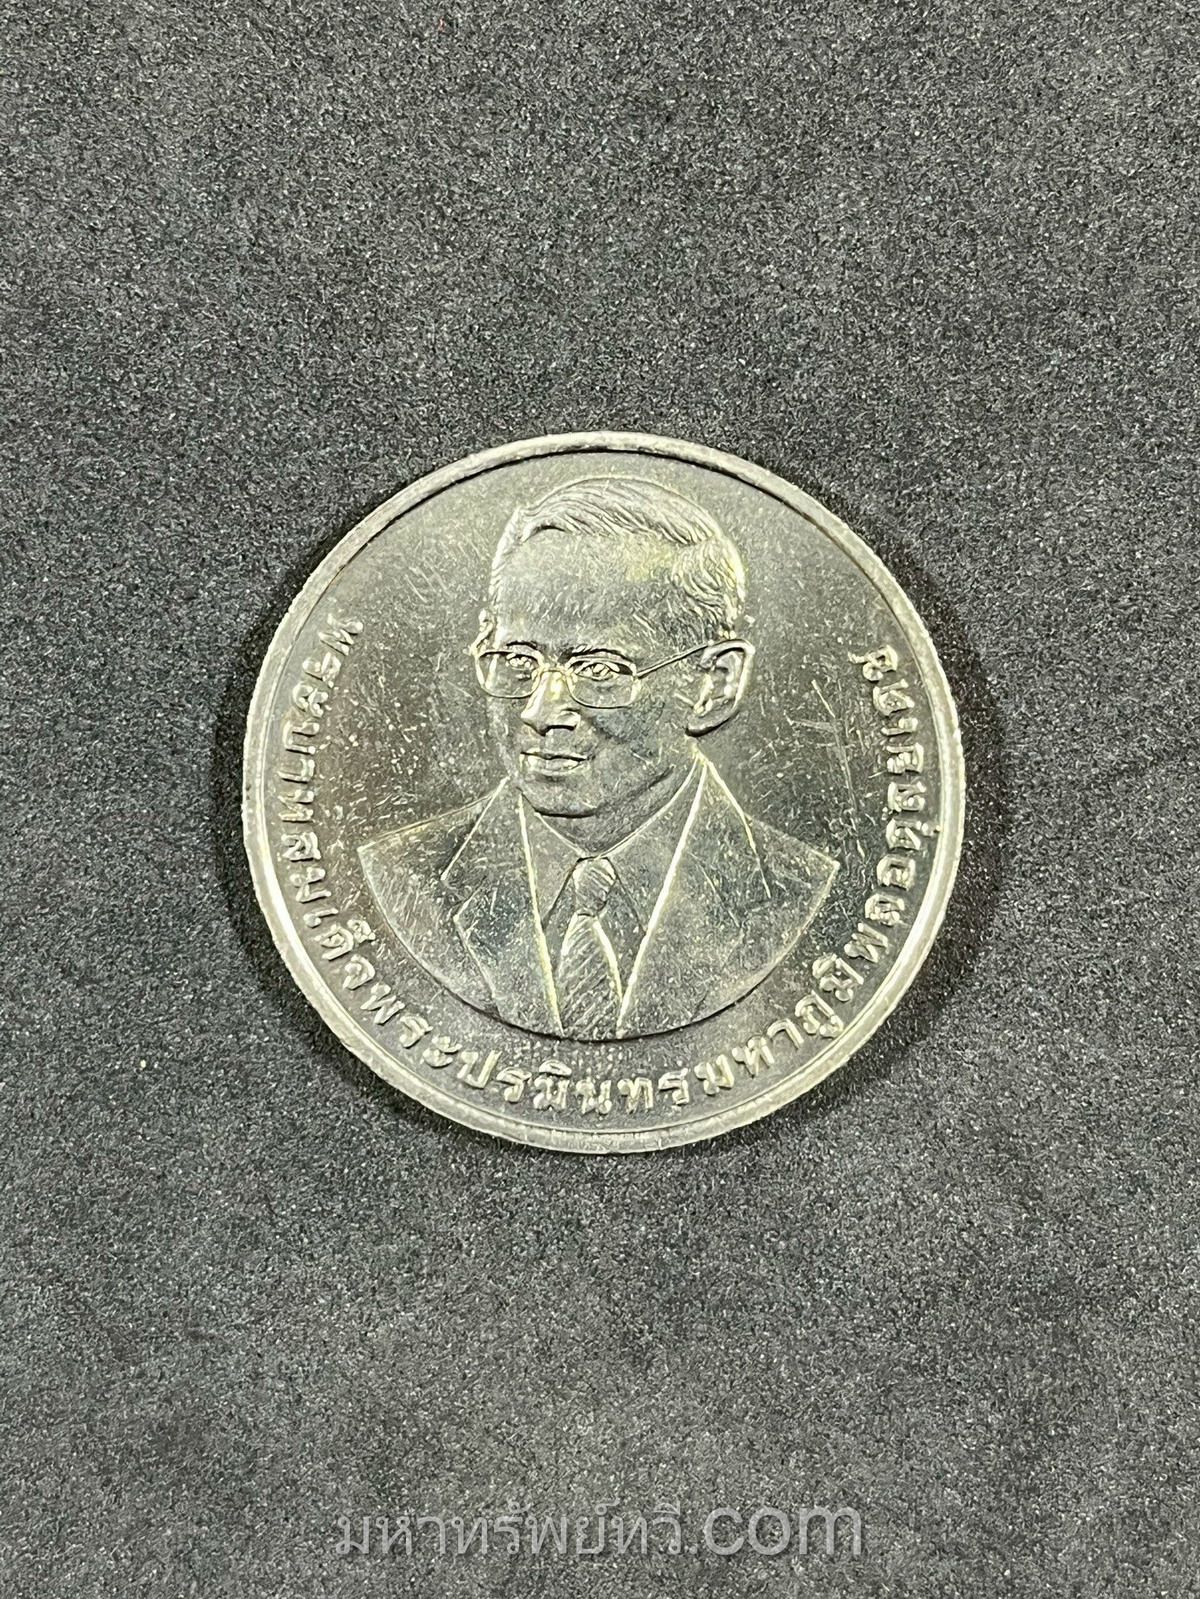 พระบาทสมเด็จพระปรมินทรมหาภูมิพลอดุลยเดช
มหาทรัพย์ทวี.com